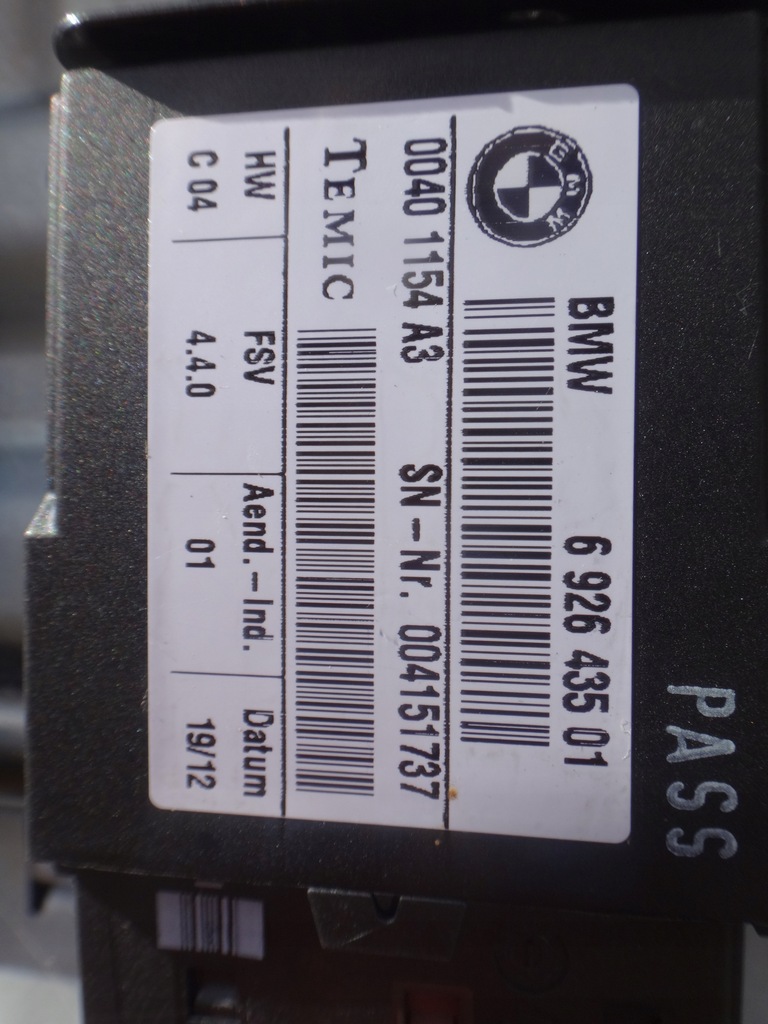 PASS
BMW 6 926 435 01
BMW
0040 1154 A3 SN-Nr. 004151737
TEMIC
HW FSV Aend.-Ind. Datum
C 04 4.4.0 01 19/12